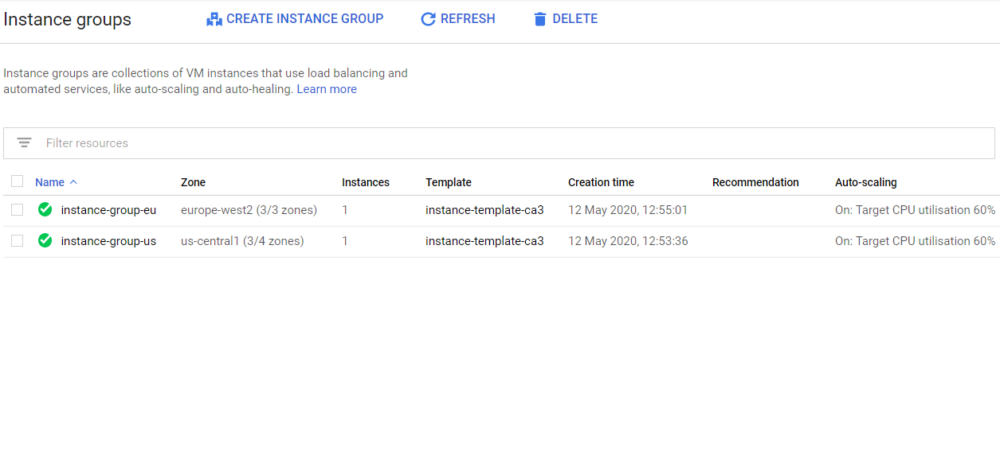 Instance groups CREATE INSTANCE GROUP REFRESH DELETE
Instance groups are collections of VM instances that use load balancing and
automated services, like auto-scaling and auto-healing. Learn more
Filter resources
Name Zone Instances Template Creation time Recommendation Auto-scaling
instance-group-eu europe-west2 (3/3 zones) 1 instance-template-ca3 12 May 2020, 12:55:01 On: Target CPU utilisation 60%
instance-group-us us-central1 (3/4 zones) 1 instance-template-ca3 12 May 2020, 12:53:36 On: Target CPU utilisation 60%